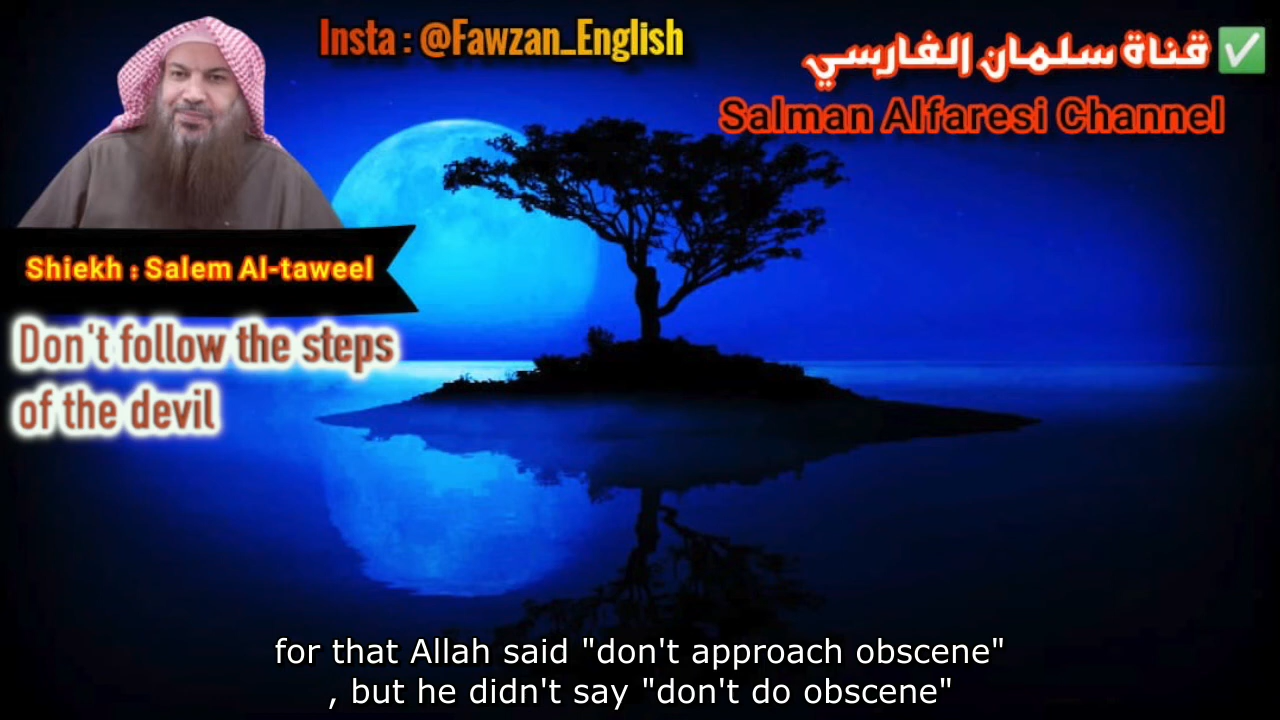 Insta : @Fawzan_English
قناة سلمان الفارسي
Salman Alfaresi Channel
Shiekh : Salem Al-taweel
Don't follow the steps
of the devil
for that Allah said "don't approach obscene"
, but he didn't say "don't do obscene"